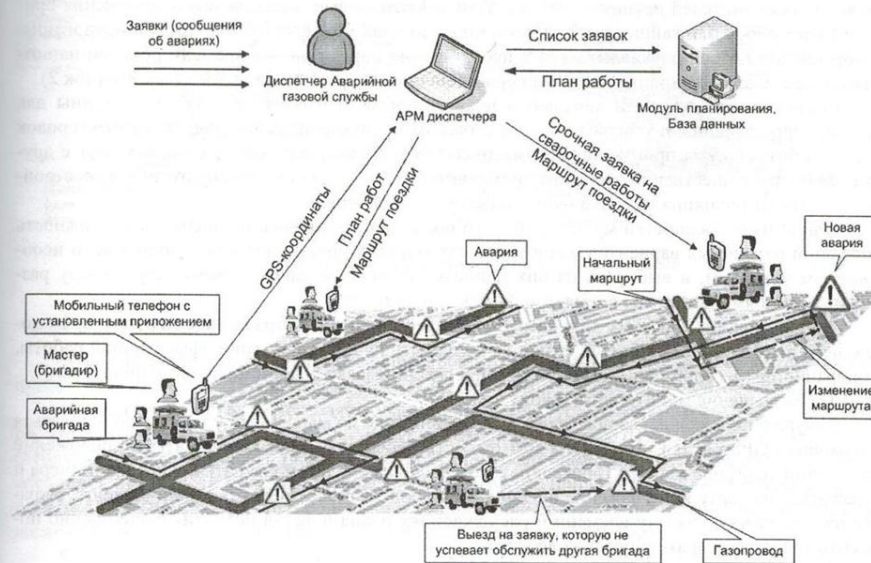 Заявки (сообщения
об авариях)
Диспетчер Аварийной
газовой службы
АРМ диспетчера
Список заявок
План работы
Модуль планирования,
База данных
GPS-координаты
План работ
Маршрут поездки
Срочная заявка на
сварочные работы
Маршрут поездки
Авария
Начальный
маршрут
Новая
авария
Мобильный телефон с
установленным приложением
Мастер
(бригадир)
Аварийная
бригада
Изменение
маршрута
Выезд на заявку, которую не
успевает обслужить другая бригада
Газопровод